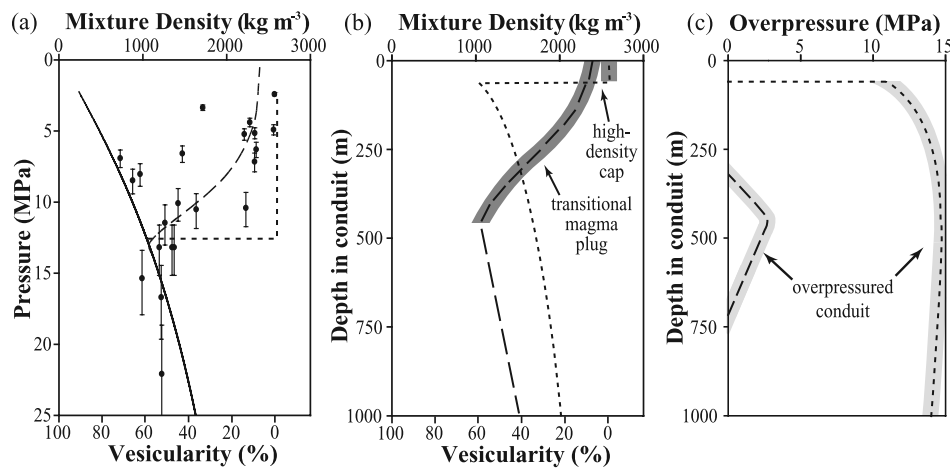 (a)
Mixture Density (kg m-3)
0
1000
2000
3000
Pressure (MPa)
0
5
10
15
20
25
100
80
60
40
20
0
Vesicularity (%)
(b)
Mixture Density (kg m-3)
0
1000
2000
3000
Depth in conduit (m)
0
250
500
750
1000
high-
density
cap
transitional
magma
plug
100
80
60
40
20
0
Vesicularity (%)
(c)
Overpressure (MPa)
0
5
10
15
Depth in conduit (m)
0
250
500
750
1000
overpressured
conduit